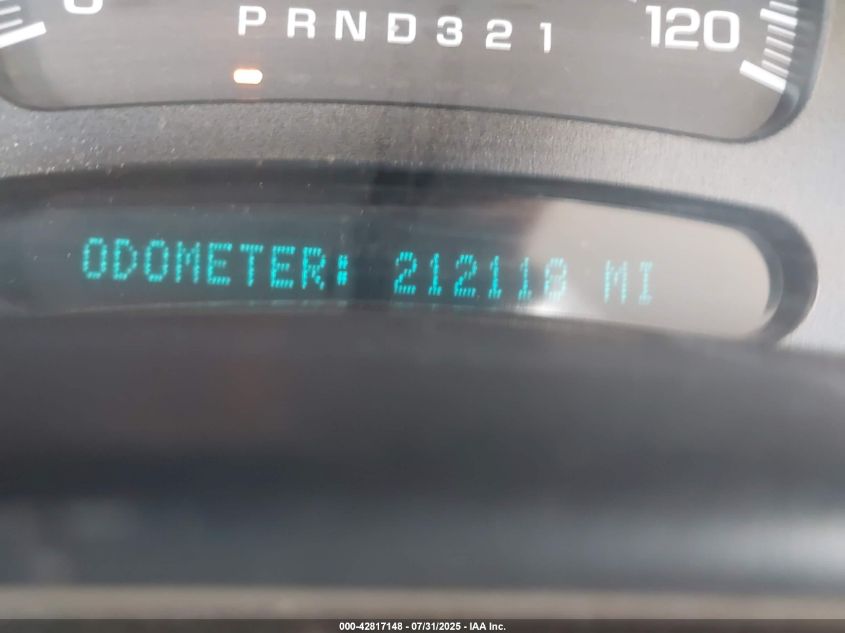 0 120
P R N D 3 2 1
ODOMETER: 212118 MI
000-42817148 - 07/31/2025 - IAA Inc.